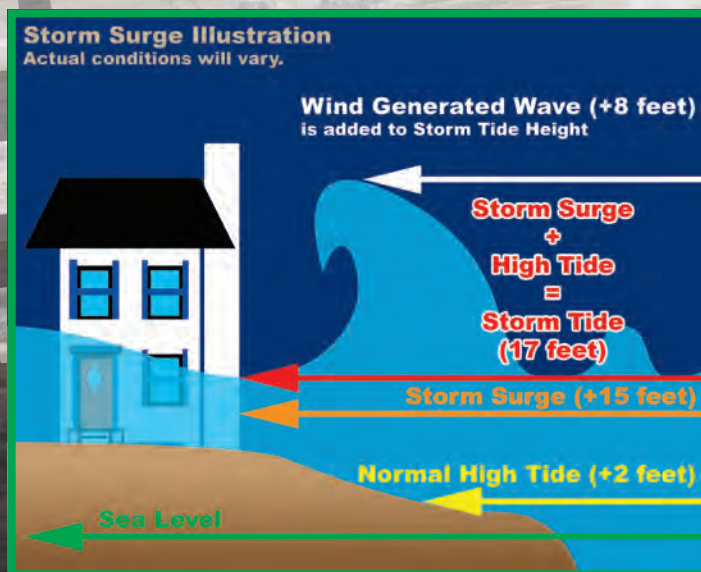 Storm Surge Illustration
Actual conditions will vary.
Wind Generated Wave (+8 feet)
is added to Storm Tide Height
Storm Surge
+
High Tide
=
Storm Tide
(17 feet)
Storm Surge (+15 feet)
Normal High Tide (+2 feet)
Sea Level